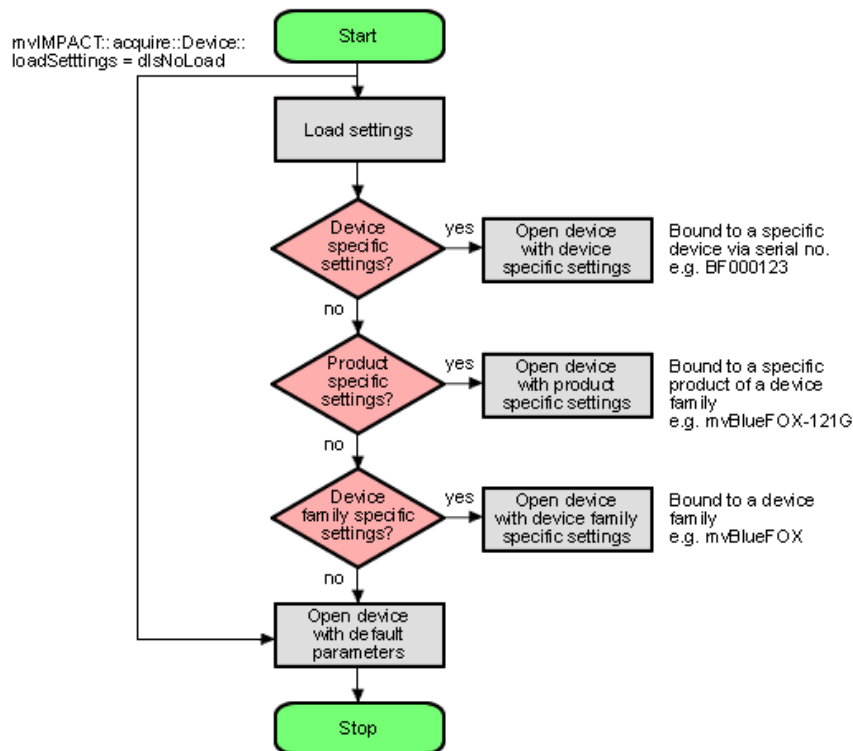 Start
mvIMPACT::acquire::Device::
loadSetttings = dlsNoLoad
Load settings
Device
specific
settings?
yes
Open device
with device
specific settings
Bound to a specific
device via serial no.
e.g. BF000123
no
Product
specific
settings?
yes
Open device
with product
specific settings
Bound to a specific
product of a device
family
e.g. mvBlueFOX-121G
no
Device
family specific
settings?
yes
Open device
with device family
specific settings
Bound to a device
family
e.g. mvBlueFOX
no
Open device
with default
parameters
Stop